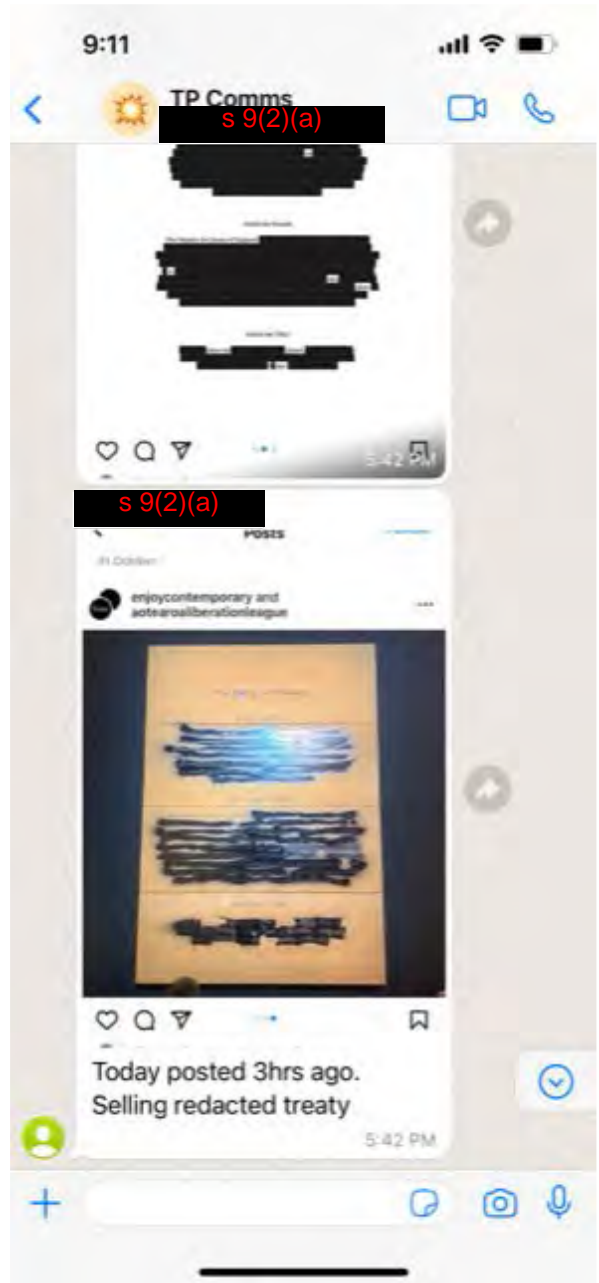 9:11
TP Comms
s 9(2)(a)
5:42 PM
s 9(2)(a)
Posts
enjoycontemporary and
aotearoaliberationleague
Today posted 3hrs ago.
Selling redacted treaty
5:42 PM